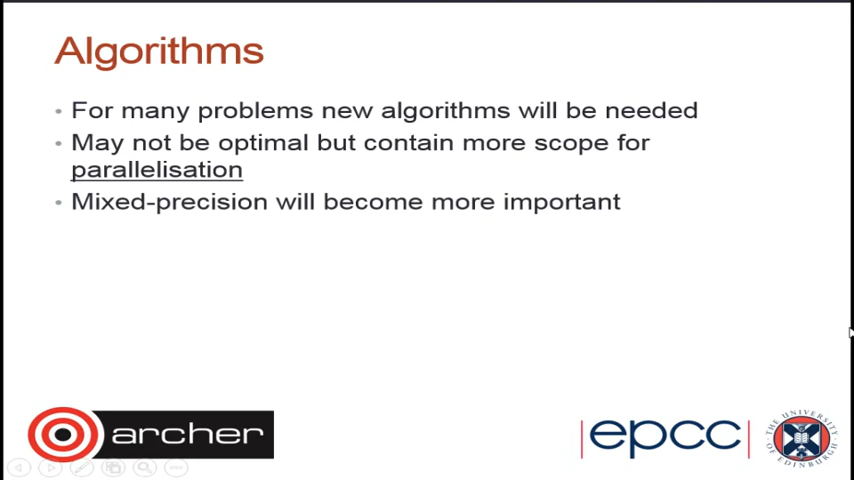 Algorithms
• For many problems new algorithms will be needed
• May not be optimal but contain more scope for
parallelisation
• Mixed-precision will become more important
archer
epcc
THE UNIVERSITY OF EDINBURGH